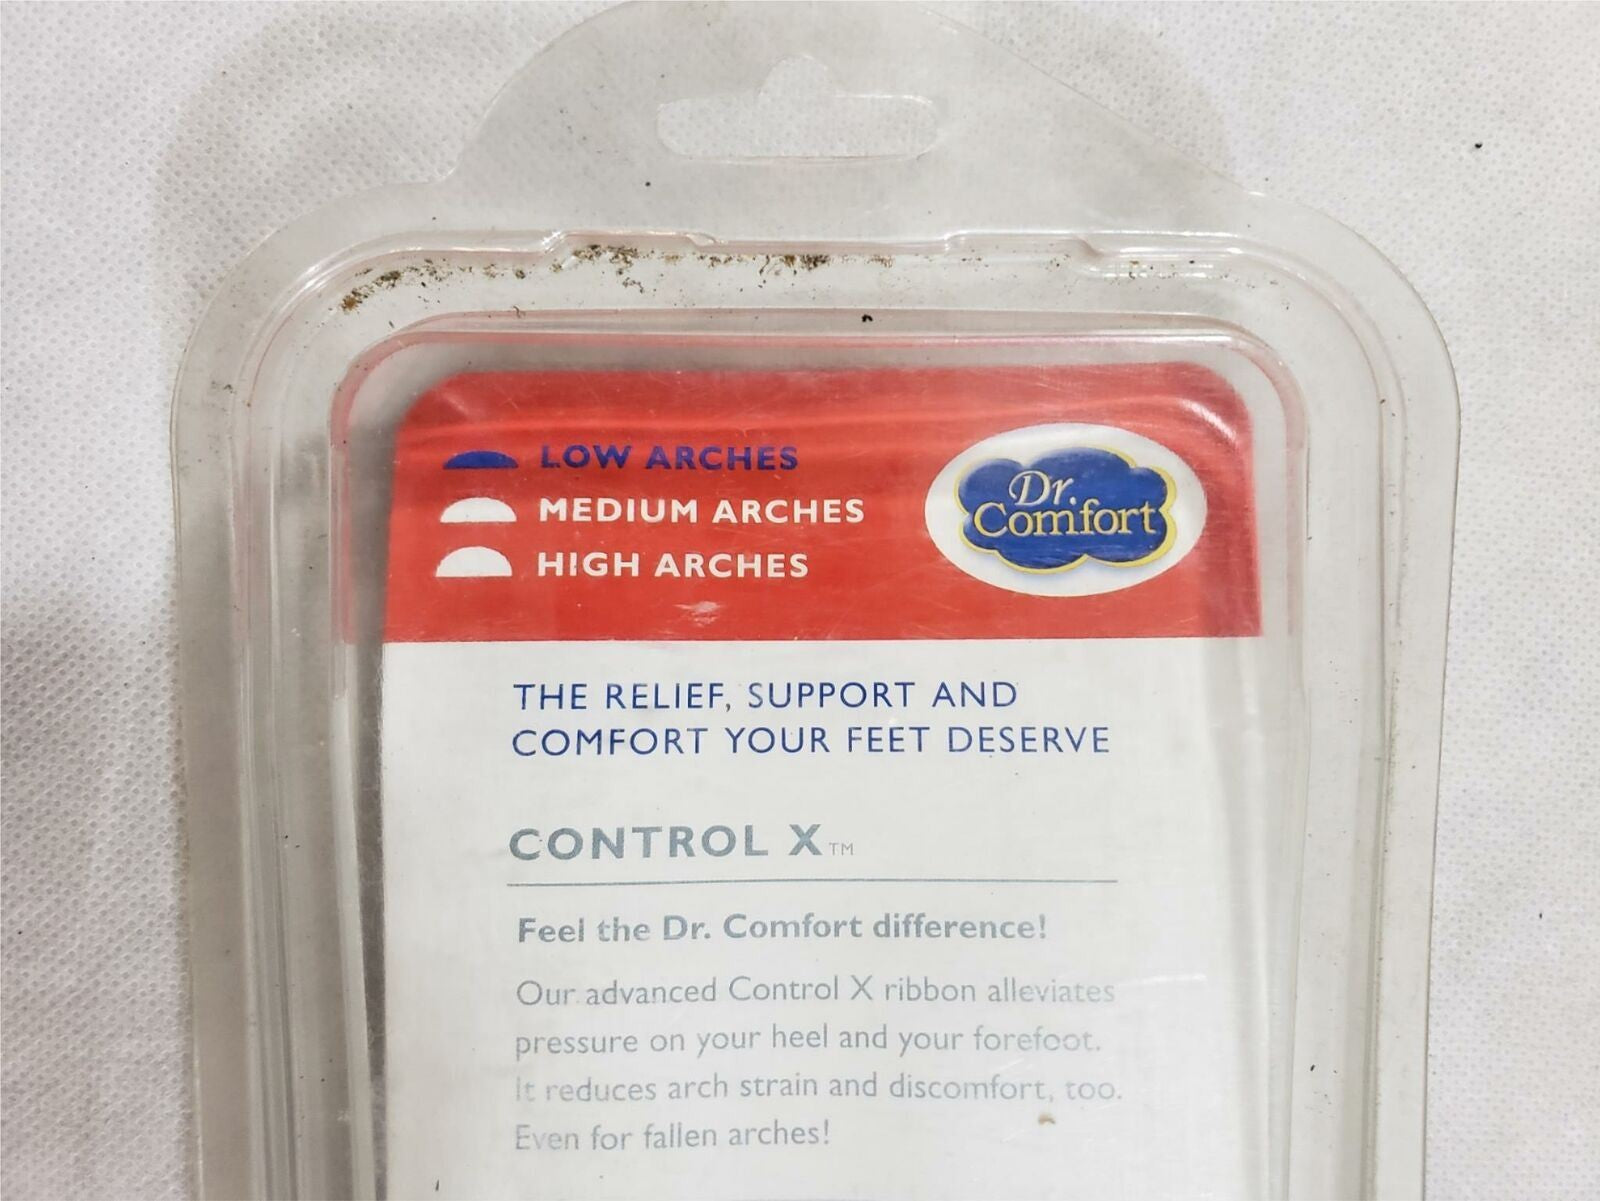 LOW ARCHES
MEDIUM ARCHES
HIGH ARCHES
Dr.
Comfort
THE RELIEF, SUPPORT AND
COMFORT YOUR FEET DESERVE
CONTROL X™
Feel the Dr. Comfort difference!
Our advanced Control X ribbon alleviates
pressure on your heel and your forefoot.
It reduces arch strain and discomfort, too.
Even for fallen arches!